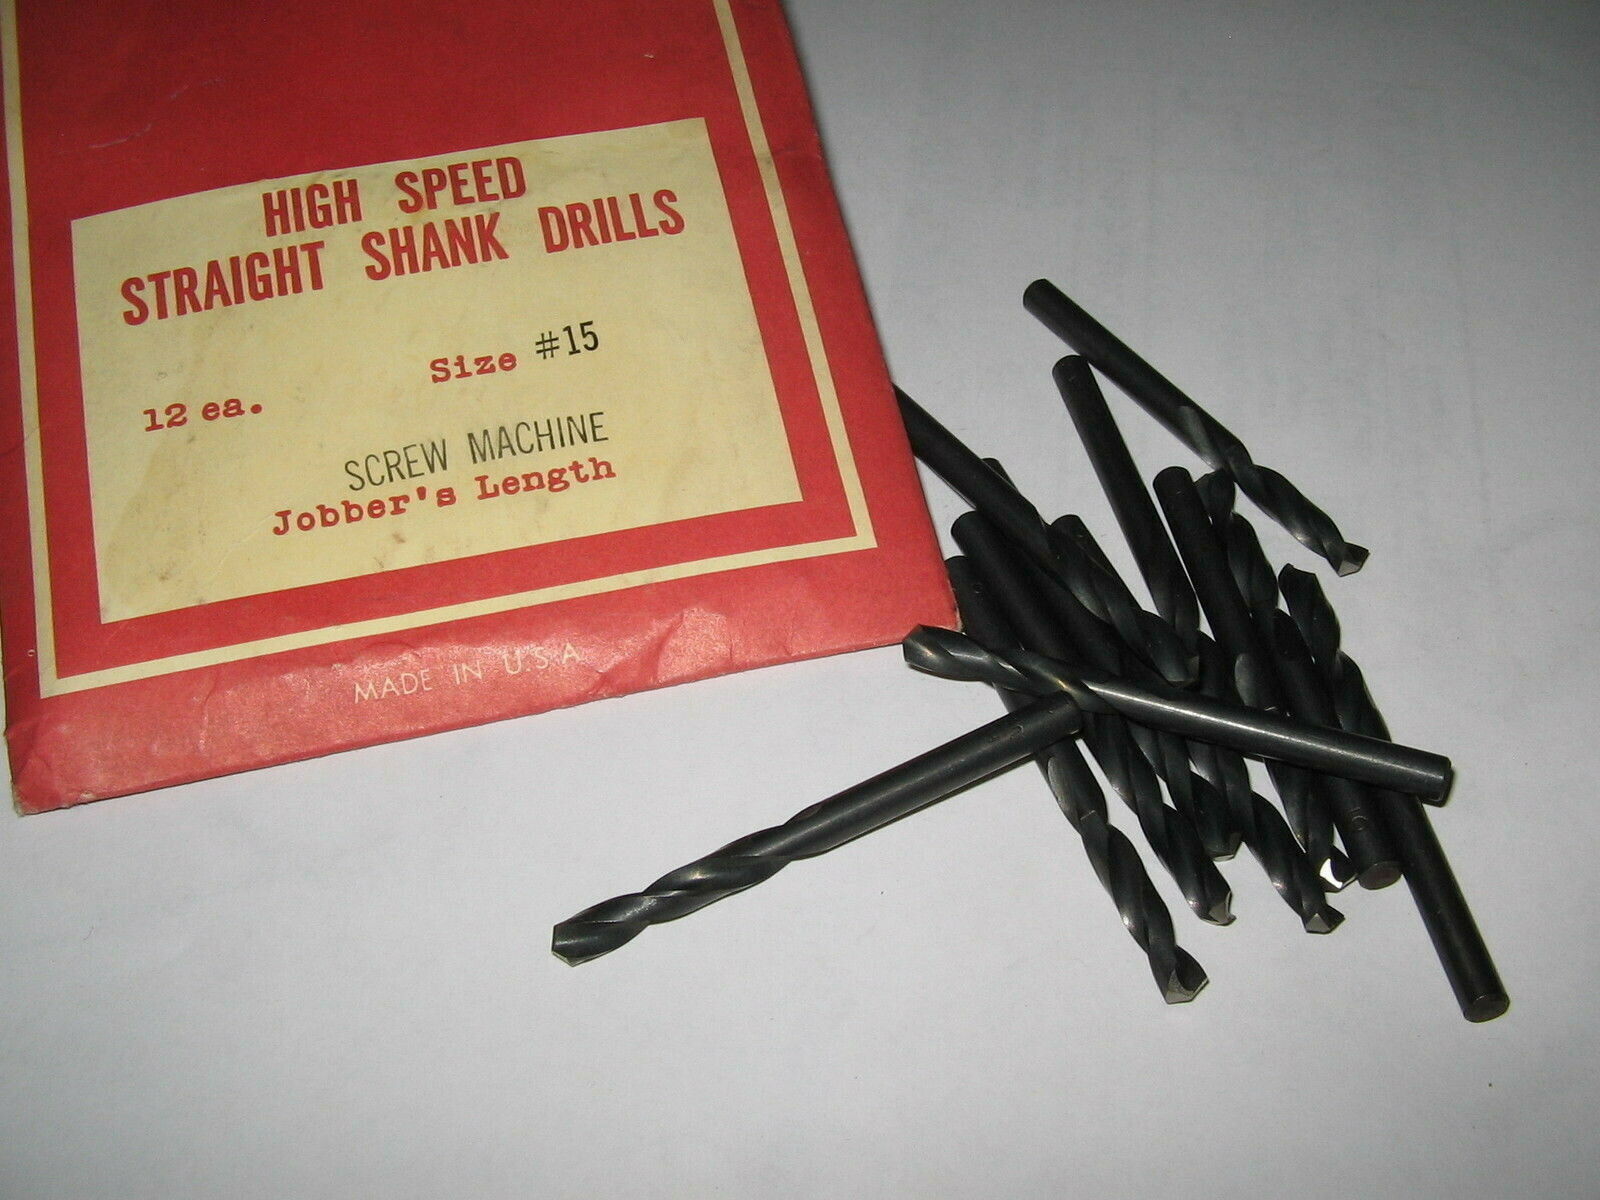 HIGH SPEED
STRAIGHT SHANK DRILLS
Size #15
12 ea.
SCREW MACHINE
Jobber's Length
MADE IN U.S.A